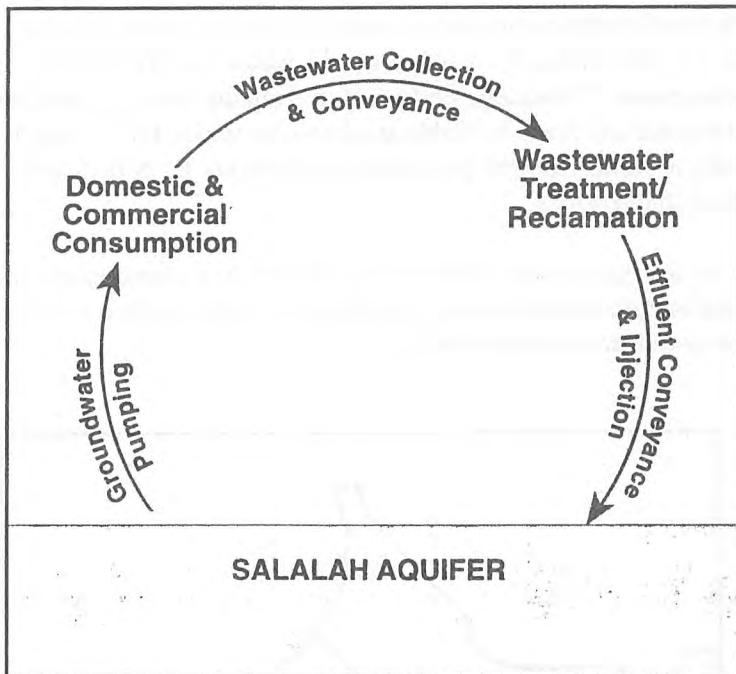 Wastewater Collection
& Conveyance
Domestic &
Commercial
Consumption
Wastewater
Treatment/
Reclamation
Groundwater
Pumping
Effluent Conveyance
& Injection
SALALAH AQUIFER